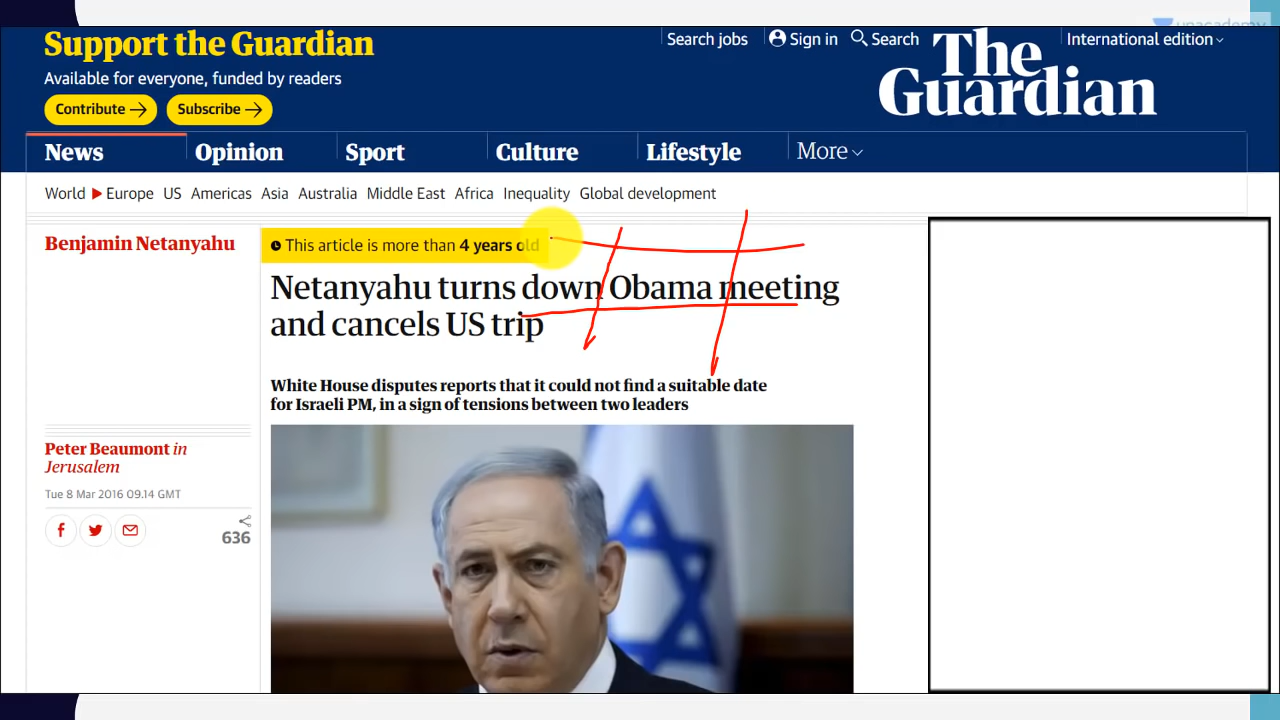 unacademy
Support the Guardian
Available for everyone, funded by readers
Contribute →
Subscribe →
Search jobs
Sign in
Search
International edition
The
Guardian
News
Opinion
Sport
Culture
Lifestyle
More
World
Europe
US
Americas
Asia
Australia
Middle East
Africa
Inequality
Global development
Benjamin Netanyahu
This article is more than 4 years old
Netanyahu turns down Obama meeting
and cancels US trip
White House disputes reports that it could not find a suitable date
for Israeli PM, in a sign of tensions between two leaders
Peter Beaumont in
Jerusalem
Tue 8 Mar 2016 09.14 GMT
636